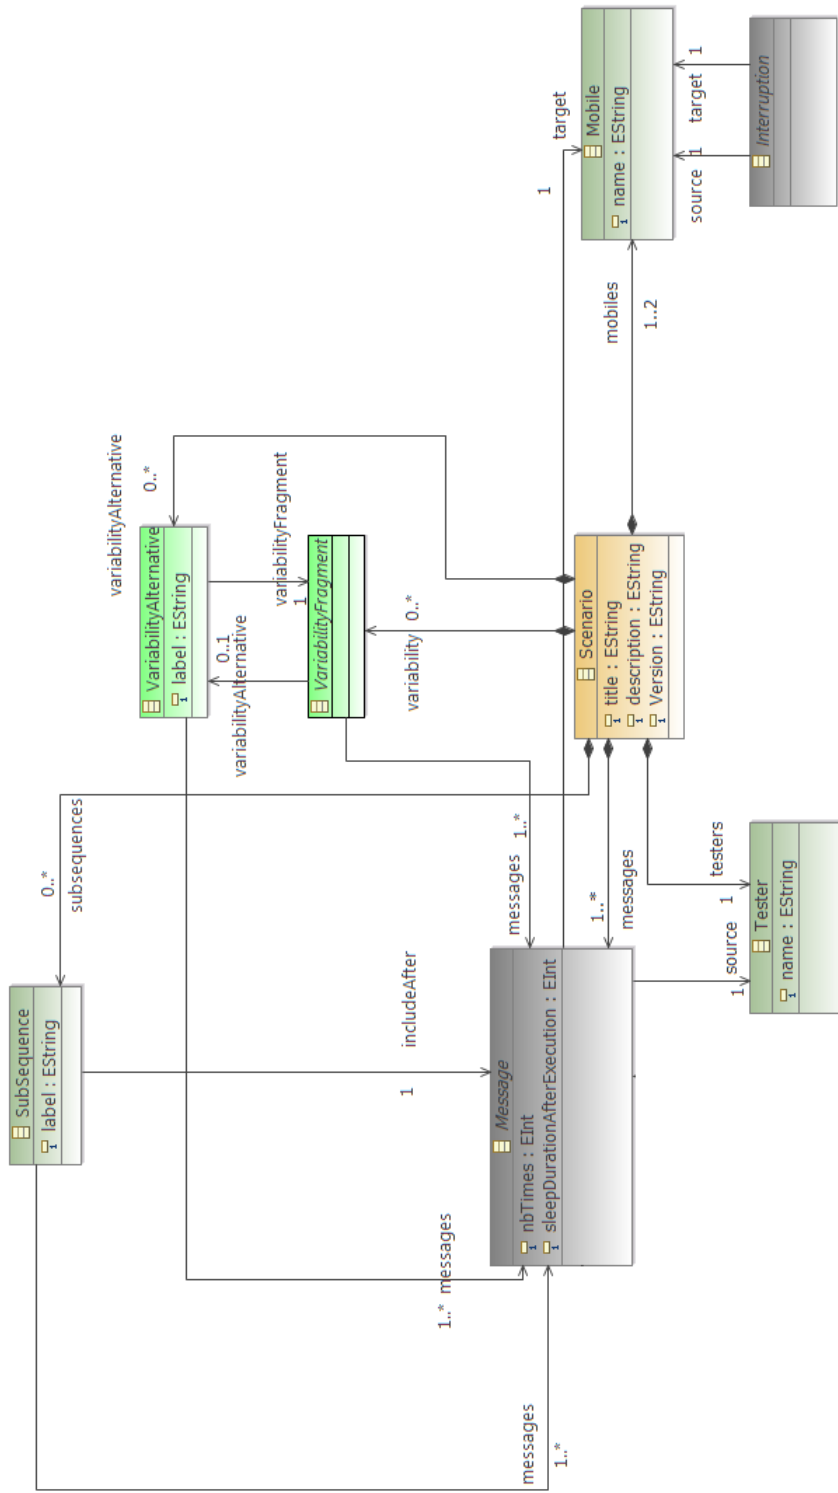 SubSequence
label : EString
0..*
subsequences
includeAfter
1
messages
1..*
VariabilityAlternative
label : EString
variabilityAlternative
0..*
variabilityFragment
1
0..1
variabilityAlternative
VariabilityFragment
variability
0..*
messages
1..*
1..*
messages
Message
nbTimes : EInt
sleepDurationAfterExecution : EInt
1..*
messages
Scenario
title : EString
description : EString
Version : EString
mobiles
1..2
target
1
Mobile
name : EString
source
1
target
1
Interruption
testers
1
source
1
Tester
name : EString